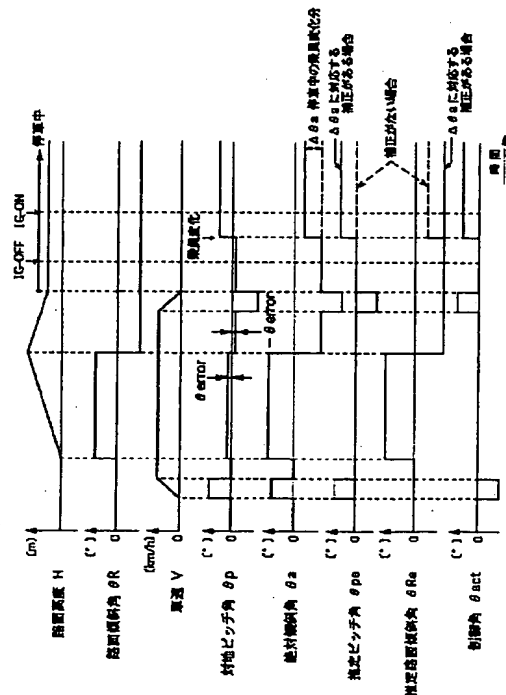 IG-OFF IG-ON
停車中
(m)
路面高度 H
0
(°)
路面傾斜角 θR
0
(km/h)
車速 V
0
(°)
対地ピッチ角 θp
0
θerror
-θerror
乗員変化
(°)
絶対傾斜角 θa
0
Δθa 停車中の乗員変化分
(°)
推定ピッチ角 θpe
0
Δθaに対応する
補正がある場合
補正がない場合
(°)
推定路面傾斜角 θRe
0
Δθaに対応する
補正がある場合
(°)
制御角 θact
0
時間